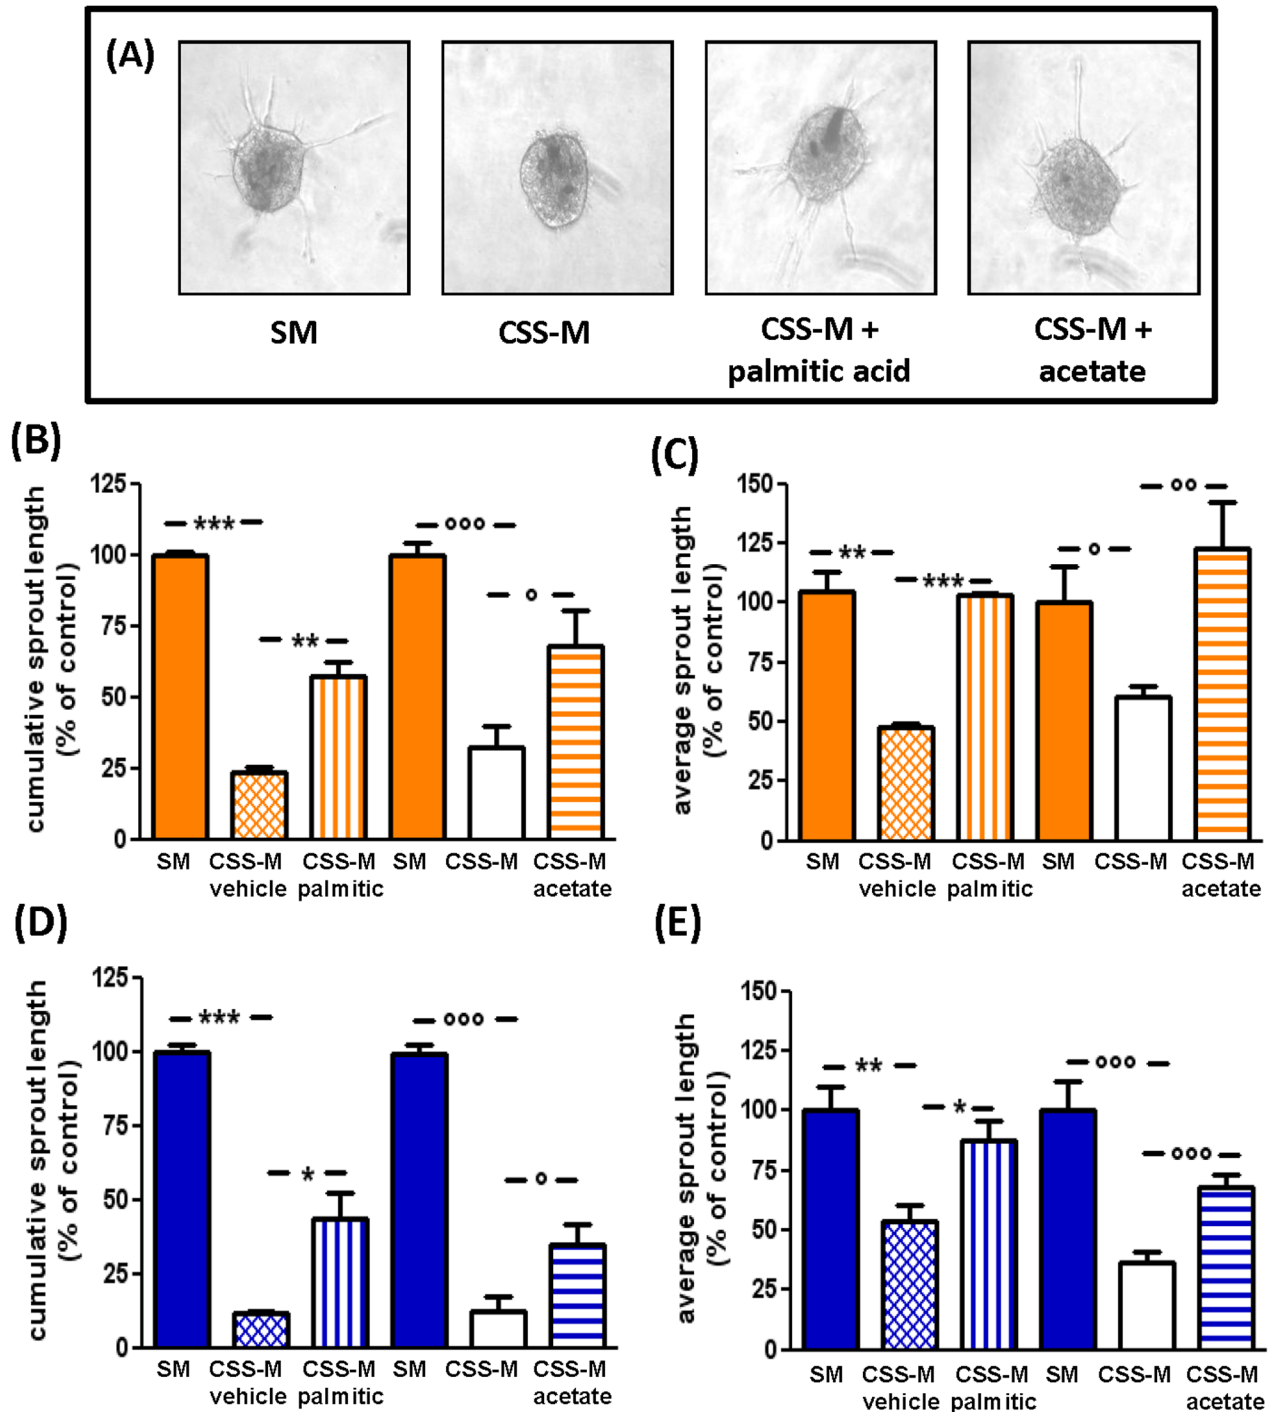 (A)
SM
CSS-M
CSS-M +
palmitic acid
CSS-M +
acetate
(B)
cumulative sprout length
(% of control)
125
100
75
50
25
0
***
**
ooo
o
SM CSS-M CSS-M SM CSS-M CSS-M
vehicle palmitic acetate
(C)
average sprout length
(% of control)
150
125
100
75
50
25
0
**
***
o
oo
SM CSS-M CSS-M SM CSS-M CSS-M
vehicle palmitic acetate
(D)
cumulative sprout length
(% of control)
125
100
75
50
25
0
***
*
ooo
o
SM CSS-M CSS-M SM CSS-M CSS-M
vehicle palmitic acetate
(E)
average sprout length
(% of control)
150
125
100
75
50
25
0
**
*
ooo
ooo
SM CSS-M CSS-M SM CSS-M CSS-M
vehicle palmitic acetate